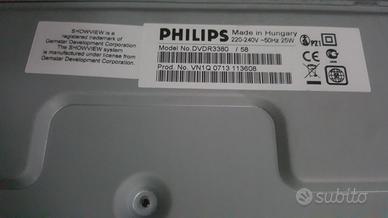 SHOWVIEW is a
registered trademark of
Gemstar Development Corporation.
The SHOWVIEW system is
manufactured under license from
Gemstar Development Corporation.
PHILIPS
Made in Hungary
220-240V ~50Hz 25W
Model No. DVDR3380 / 58
Prod. No. VN1Q 0713 113608
subito